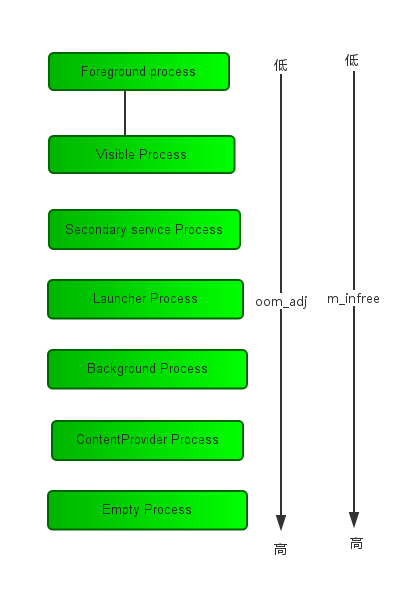 Foreground process
Visible Process
Secondary service Process
Launcher Process
Background Process
ContentProvider Process
Empty Process
低
oom_adj
高
低
m_infree
高